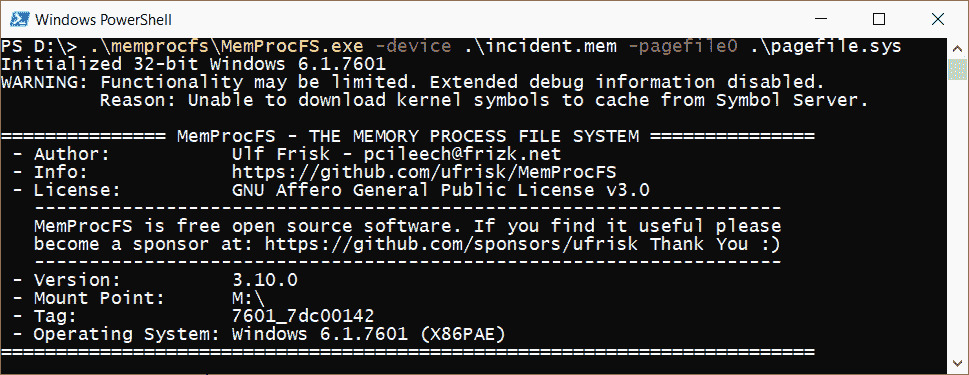 Windows PowerShell
PS D:\> .\memprocfs\MemProcFS.exe -device .\incident.mem -pagefile0 .\pagefile.sys
Initialized 32-bit Windows 6.1.7601
WARNING: Functionality may be limited. Extended debug information disabled.
         Reason: Unable to download kernel symbols to cache from Symbol Server.

=============== MemProcFS - THE MEMORY PROCESS FILE SYSTEM ===============
 - Author:           Ulf Frisk - pcileech@frizk.net
 - Info:             https://github.com/ufrisk/MemProcFS
 - License:          GNU Affero General Public License v3.0
   --------------------------------------------------------------------
   MemProcFS is free open source software. If you find it useful please
   become a sponsor at: https://github.com/sponsors/ufrisk Thank You :)
   --------------------------------------------------------------------
 - Version:          3.10.0
 - Mount Point:      M:\
 - Tag:              7601_7dc00142
 - Operating System: Windows 6.1.7601 (X86PAE)
==========================================================================